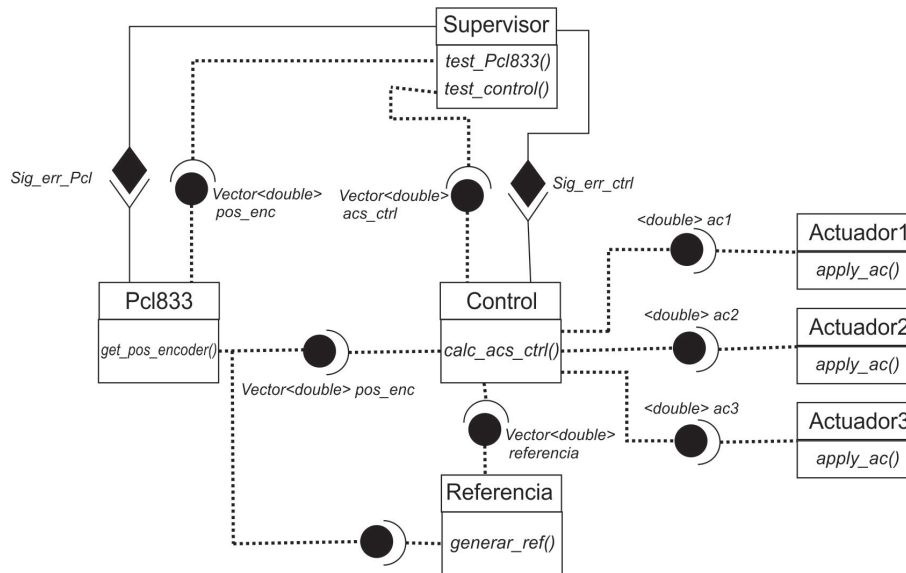 Supervisor
test_Pcl833()
test_control()
Sig_err_Pcl
Vector<double>
pos_enc
Vector<double>
acs_ctrl
Sig_err_ctrl
<double> ac1
Actuador1
apply_ac()
Pcl833
get_pos_encoder()
Control
calc_acs_ctrl()
<double> ac2
Actuador2
apply_ac()
Vector<double> pos_enc
<double> ac3
Actuador3
apply_ac()
Vector<double>
referencia
Referencia
generar_ref()